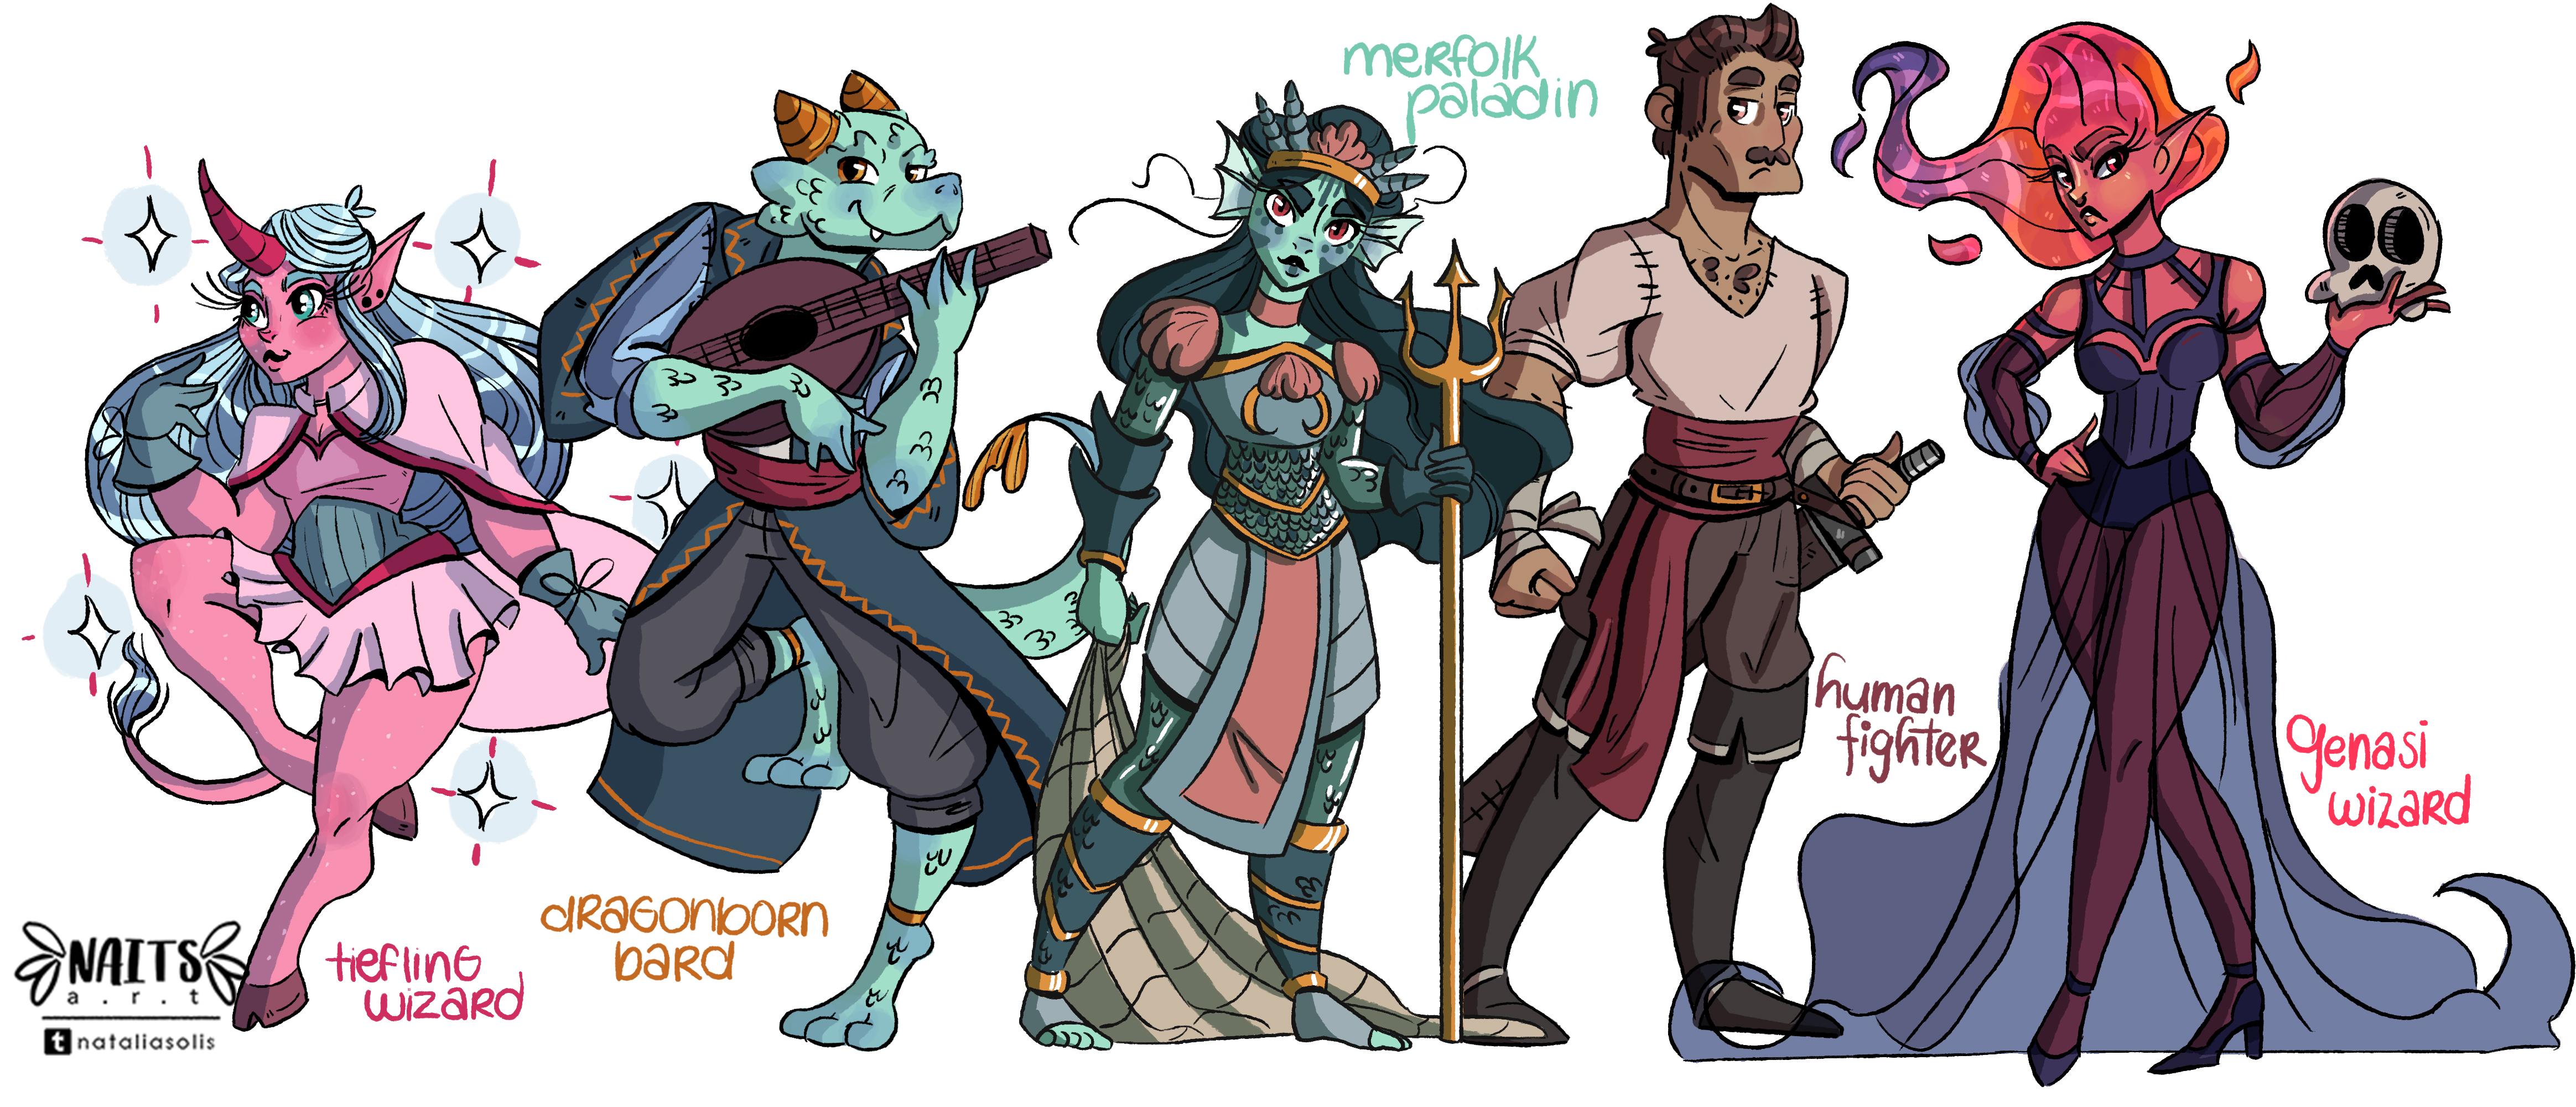 merfolk
paladin
human
fighter
genasi
wizard
dragonborn
bard
tiefling
wizard
NAITS
a.r.t
t nataliasolis